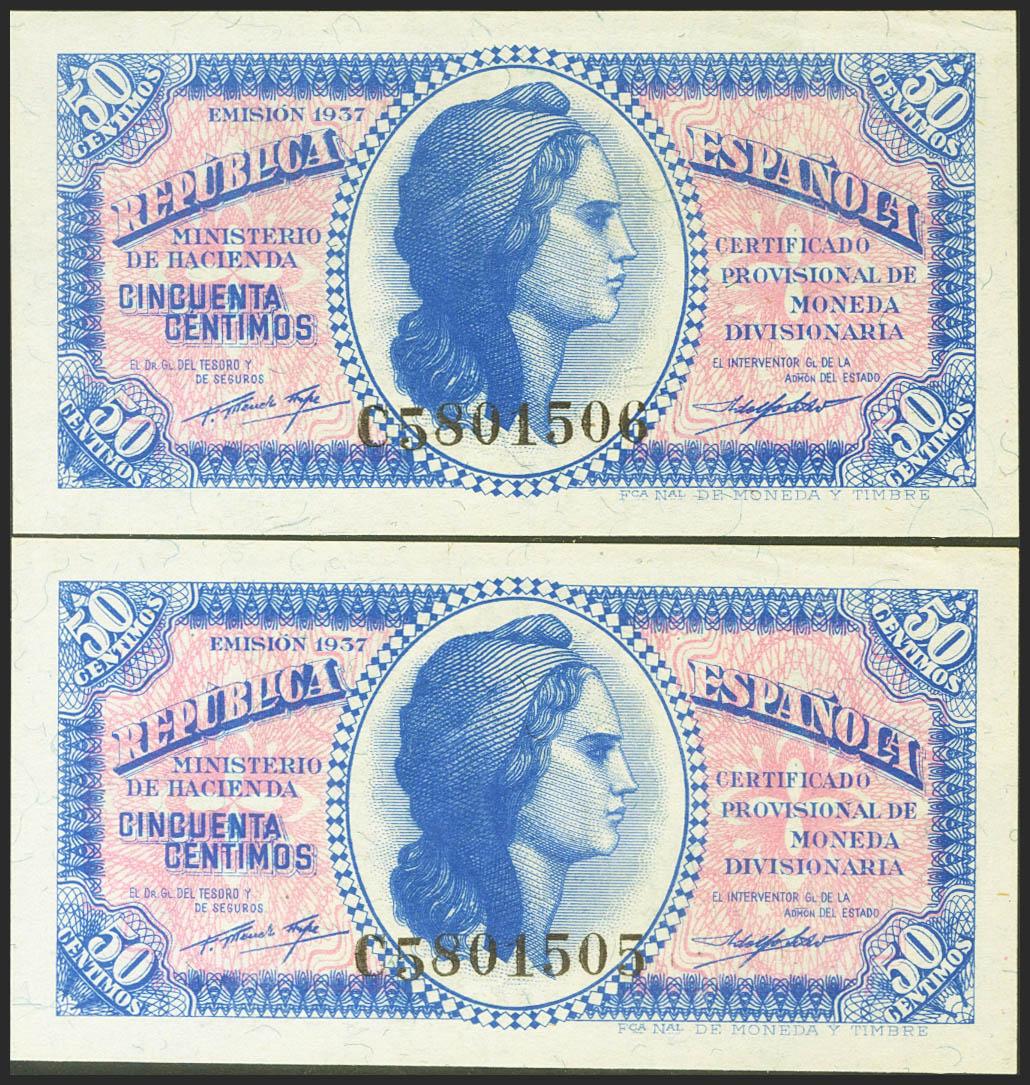 50 CENTIMOS
50 CENTIMOS
EMISIÓN 1937
REPUBLICA ESPAÑOLA
MINISTERIO
DE HACIENDA
CINCUENTA
CENTIMOS
CERTIFICADO
PROVISIONAL DE
MONEDA
DIVISIONARIA
EL DR. GL. DEL TESORO Y
DE SEGUROS
EL INTERVENTOR GL DE LA
ADMÓN DEL ESTADO
C5801506
50 CENTIMOS
50 CENTIMOS
FCA NAL DE MONEDA Y TIMBRE
50 CENTIMOS
50 CENTIMOS
EMISIÓN 1937
REPUBLICA ESPAÑOLA
MINISTERIO
DE HACIENDA
CINCUENTA
CENTIMOS
CERTIFICADO
PROVISIONAL DE
MONEDA
DIVISIONARIA
EL DR. GL. DEL TESORO Y
DE SEGUROS
EL INTERVENTOR GL DE LA
ADMÓN DEL ESTADO
C5801505
50 CENTIMOS
50 CENTIMOS
FCA NAL DE MONEDA Y TIMBRE